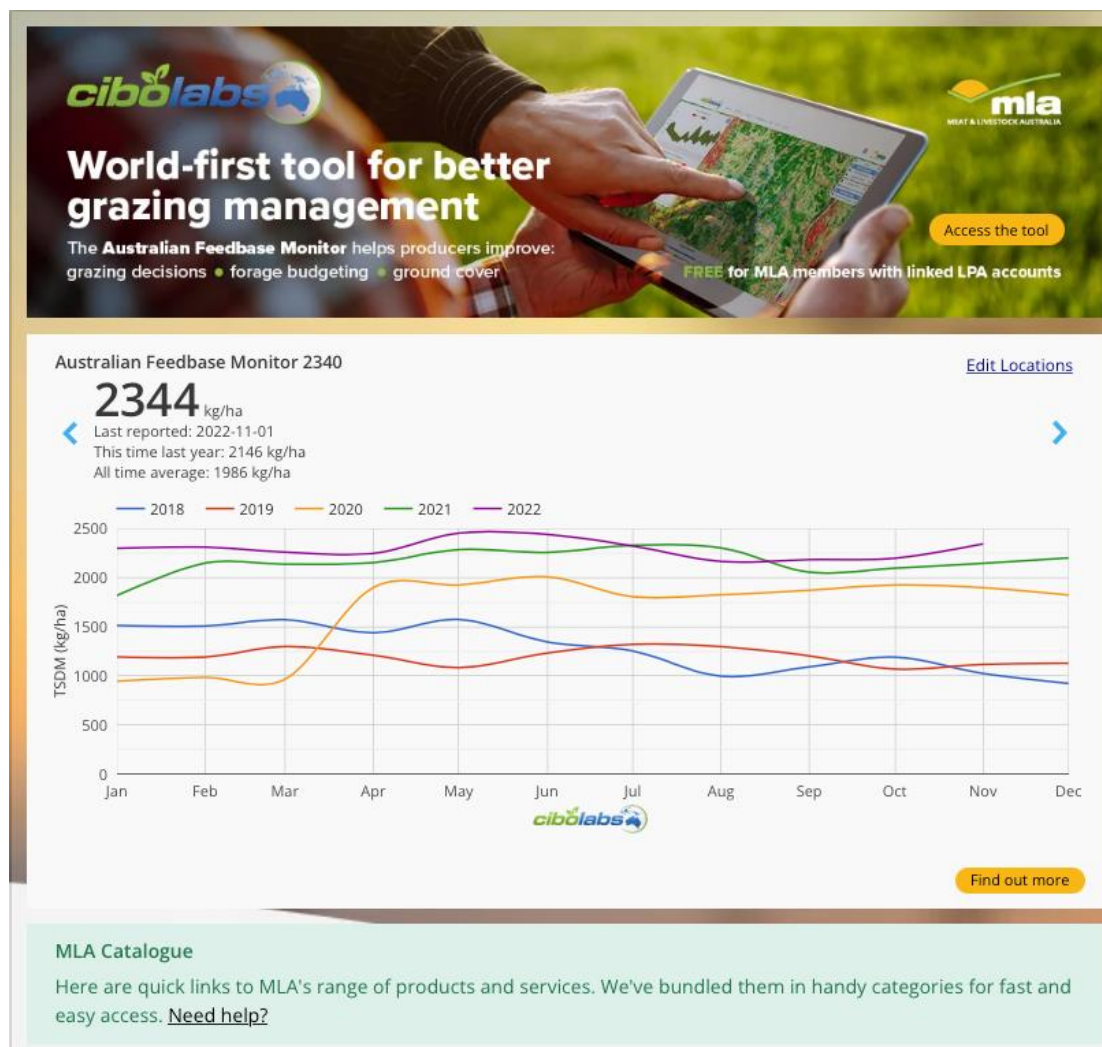 cibolabs
mla
MEAT & LIVESTOCK AUSTRALIA
World-first tool for better
grazing management
The Australian Feedbase Monitor helps producers improve:
grazing decisions • forage budgeting • ground cover
Access the tool
FREE for MLA members with linked LPA accounts
Australian Feedbase Monitor 2340
Edit Locations
2344 kg/ha
Last reported: 2022-11-01
This time last year: 2146 kg/ha
All time average: 1986 kg/ha
2018 2019 2020 2021 2022
TSDM (kg/ha)
2500
2000
1500
1000
500
0
Jan Feb Mar Apr May Jun Jul Aug Sep Oct Nov Dec
cibolabs
Find out more
MLA Catalogue
Here are quick links to MLA's range of products and services. We've bundled them in handy categories for fast and
easy access. Need help?